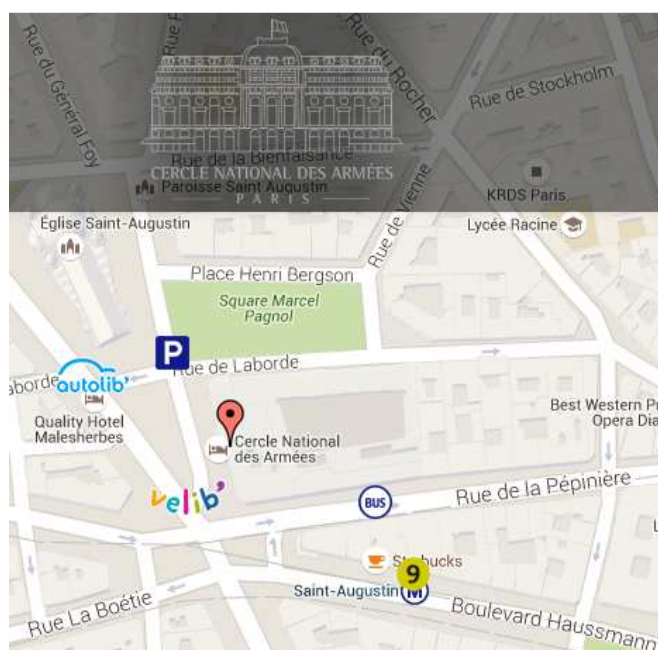 Rue du Général Foy
Rue du Rocher
Rue de Stockholm
Rue de la Bienfaisance
CERCLE NATIONAL DES ARMÉES
PARIS
Paroisse Saint Augustin
KRDS Paris
Rue de Vienne
Église Saint-Augustin
Lycée Racine
Place Henri Bergson
Square Marcel
Pagnol
P
Rue de Laborde
aborde
autolib'
Quality Hotel
Malesherbes
Best Western P
Opera Dia
Cercle National
des Armées
velib'
BUS
Rue de la Pépinière
Starbucks
9
Saint-Augustin
M
Rue La Boétie
Boulevard Haussmann